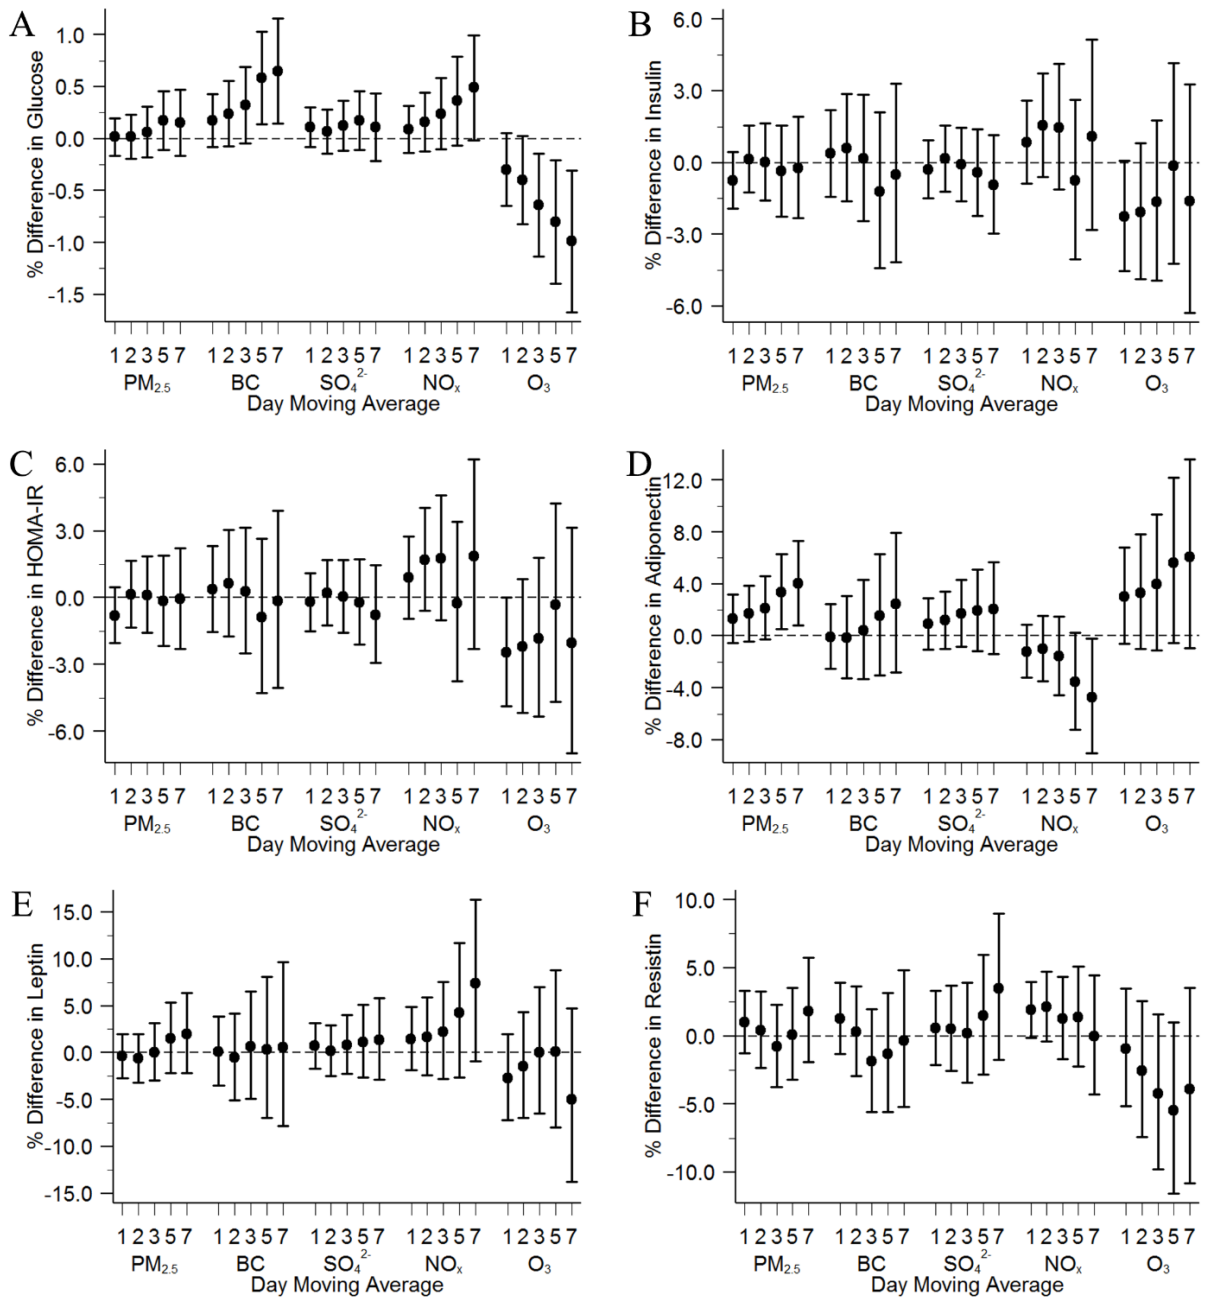 A
% Difference in Glucose
1.0
0.5
0.0
-0.5
-1.0
-1.5
1 2 3 5 7 1 2 3 5 7 1 2 3 5 7 1 2 3 5 7 1 2 3 5 7
PM2.5 BC SO4 2- NOx O3
Day Moving Average
B
% Difference in Insulin
6.0
3.0
0.0
-3.0
-6.0
1 2 3 5 7 1 2 3 5 7 1 2 3 5 7 1 2 3 5 7 1 2 3 5 7
PM2.5 BC SO4 2- NOx O3
Day Moving Average
C
% Difference in HOMA-IR
6.0
3.0
0.0
-3.0
-6.0
1 2 3 5 7 1 2 3 5 7 1 2 3 5 7 1 2 3 5 7 1 2 3 5 7
PM2.5 BC SO4 2- NOx O3
Day Moving Average
D
% Difference in Adiponectin
12.0
8.0
4.0
0.0
-4.0
-8.0
1 2 3 5 7 1 2 3 5 7 1 2 3 5 7 1 2 3 5 7 1 2 3 5 7
PM2.5 BC SO4 2- NOx O3
Day Moving Average
E
% Difference in Leptin
15.0
10.0
5.0
0.0
-5.0
-10.0
-15.0
1 2 3 5 7 1 2 3 5 7 1 2 3 5 7 1 2 3 5 7 1 2 3 5 7
PM2.5 BC SO4 2- NOx O3
Day Moving Average
F
% Difference in Resistin
10.0
5.0
0.0
-5.0
-10.0
1 2 3 5 7 1 2 3 5 7 1 2 3 5 7 1 2 3 5 7 1 2 3 5 7
PM2.5 BC SO4 2- NOx O3
Day Moving Average